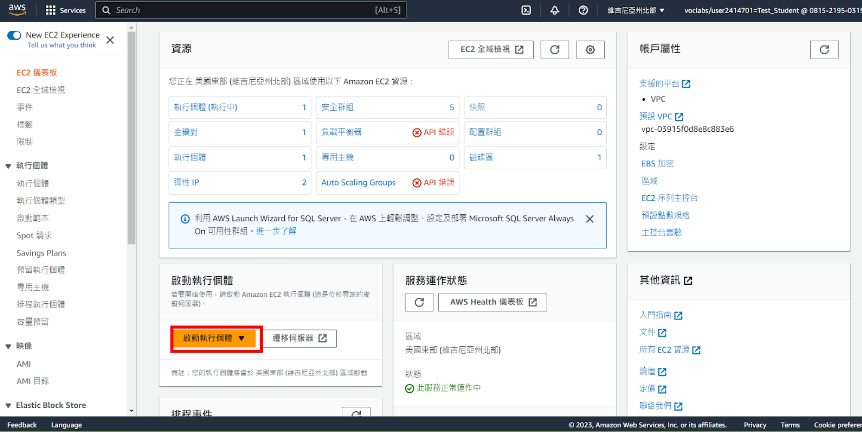 aws
Services
Search
[Alt+S]
維吉尼亞州北部
voclabs/user2414701=Test_Student @ 0815-2195-0315
New EC2 Experience
Tell us what you think
EC2 儀表板
EC2 全域檢視
事件
標籤
限制
執行個體
執行個體
執行個體類型
啟動範本
Spot 請求
Savings Plans
預留執行個體
專用主機
排程執行個體
容量預留
映像
AMI
AMI 目錄
Elastic Block Store
資源
EC2 全域檢視
您正在 美國東部 (維吉尼亞州北部) 區域使用以下 Amazon EC2 資源：
執行個體 (執行中) 1
安全群組 5
快照 0
金鑰對 1
負載平衡器 API 錯誤
配置群組 0
執行個體 1
專用主機 0
磁碟區 1
彈性 IP 2
Auto Scaling Groups API 錯誤
利用 AWS Launch Wizard for SQL Server，在 AWS 上輕鬆調整、設定及部署 Microsoft SQL Server Always
On 可用性群組。進一步了解
啟動執行個體
若要開始使用，請啟動 Amazon EC2 執行個體 (這是位於雲端的虛
擬伺服器)。
啟動執行個體
遷移伺服器
備註：您的執行個體將會於 美國東部 (維吉尼亞州北部) 區域啟動
排程事件
服務運作狀態
AWS Health 儀表板
區域
美國東部 (維吉尼亞州北部)
狀態
此服務正常運作中
帳戶屬性
支援的平台
VPC
預設 VPC
vpc-03915f0d8e8c883e6
設定
EBS 加密
區域
EC2 序列主控台
預設點數規格
主控台實驗
其他資訊
入門指南
文件
所有 EC2 資源
論壇
定價
聯絡我們
Feedback
Language
© 2023, Amazon Web Services, Inc. or its affiliates.
Privacy
Terms
Cookie prefere